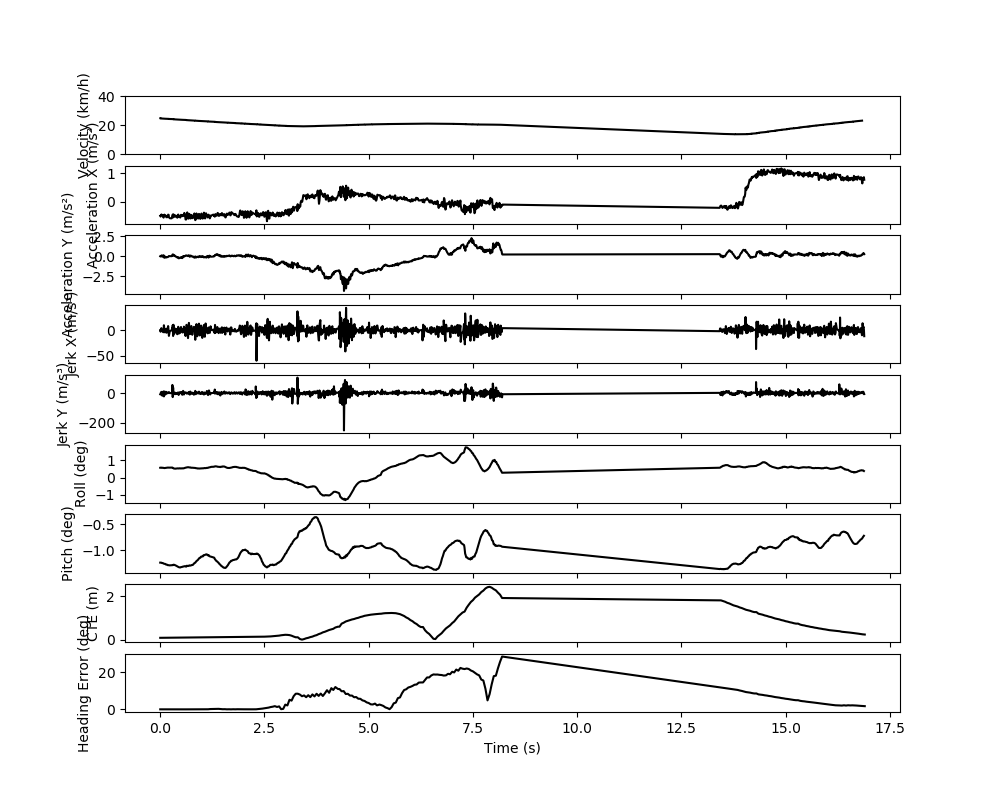 Velocity (km/h)
40
20
0
Acceleration X (m/s²)
1
0
Acceleration Y (m/s²)
2.5
0.0
−2.5
Jerk X (m/s³)
0
−50
Jerk Y (m/s³)
0
−200
Roll (deg)
1
0
−1
Pitch (deg)
−0.5
−1.0
CTE (m)
2
0
Heading Error (deg)
20
0
0.0 2.5 5.0 7.5 10.0 12.5 15.0 17.5
Time (s)